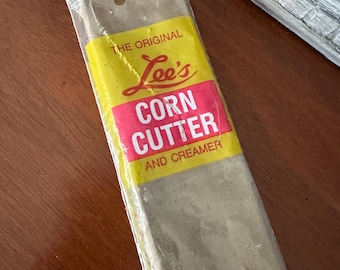 THE ORIGINAL
Lee's
CORN
CUTTER
AND CREAMER